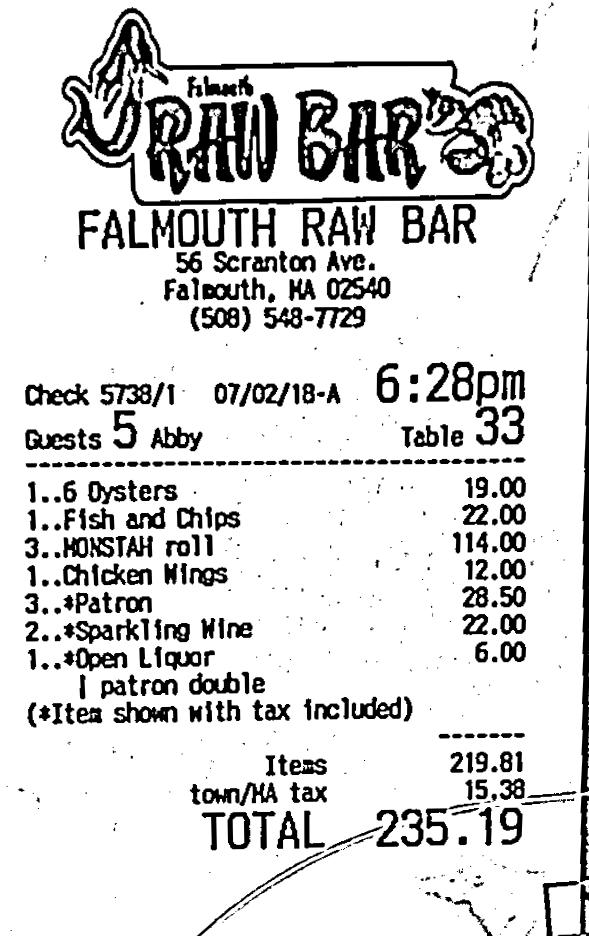 Falmouth
RAW BAR
FALMOUTH RAW BAR
56 Scranton Ave.
Falmouth, MA 02540
(508) 548-7729
Check 5738/1 07/02/18-A 6:28pm
Guests 5 Abby Table 33
1..6 Oysters 19.00
1..Fish and Chips 22.00
3..MONSTAH roll 114.00
1..Chicken Wings 12.00
3..*Patron 28.50
2..*Sparkling Wine 22.00
1..*Open Liquor 6.00
1 patron double
(*Item shown with tax included)
Items 219.81
town/MA tax 15.38
TOTAL 235.19